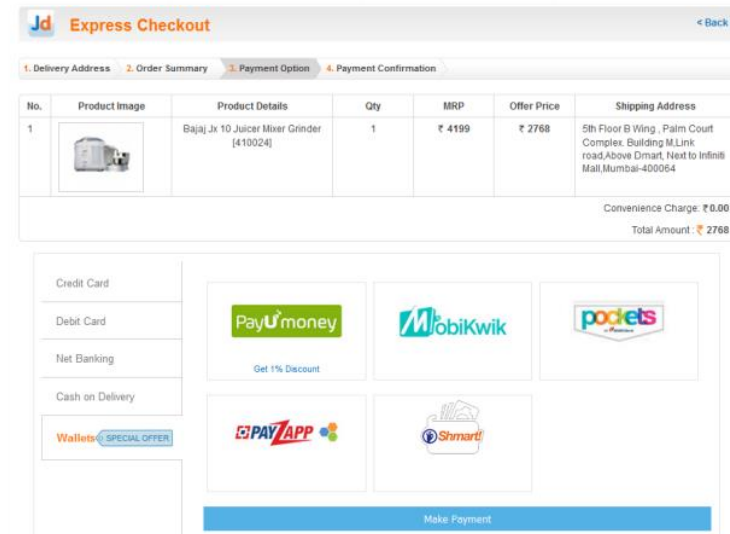 Jd Express Checkout
< Back
1. Delivery Address 2. Order Summary 3. Payment Option 4. Payment Confirmation
No. Product Image Product Details Qty MRP Offer Price Shipping Address
1 Bajaj Jx 10 Juicer Mixer Grinder 1 ₹ 4199 ₹ 2768 5th Floor B Wing , Palm Court
[410024] Complex. Building M,Link
road,Above Dmart, Next to Infiniti
Mall,Mumbai-400064
Convenience Charge: ₹0.00
Total Amount : ₹ 2768
Credit Card
Debit Card
Net Banking
Cash on Delivery
Wallets SPECIAL OFFER
PayUmoney
Get 1% Discount
MobiKwik
pockets
PAYZAPP
Shmart!
Make Payment